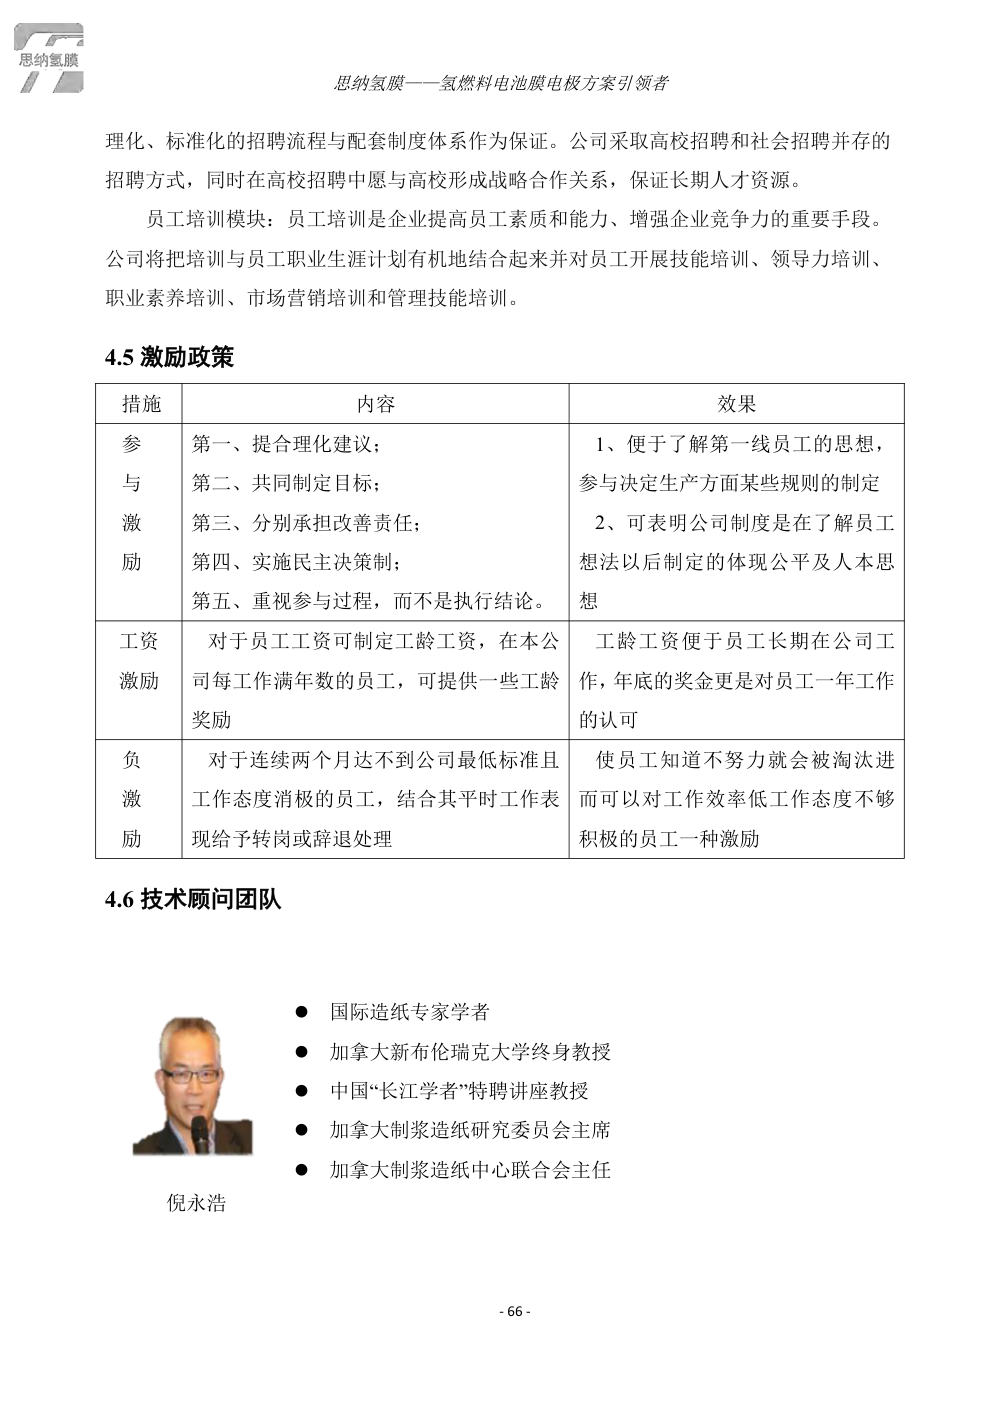 思纳氢膜
思纳氢膜——氢燃料电池膜电极方案引领者
理化、标准化的招聘流程与配套制度体系作为保证。公司采取高校招聘和社会招聘并存的
招聘方式，同时在高校招聘中愿与高校形成战略合作关系，保证长期人才资源。
员工培训模块：员工培训是企业提高员工素质和能力、增强企业竞争力的重要手段。
公司将把培训与员工职业生涯计划有机地结合起来并对员工开展技能培训、领导力培训、
职业素养培训、市场营销培训和管理技能培训。
4.5 激励政策
措施
内容
效果
参
与
激
励
第一、提合理化建议；
第二、共同制定目标；
第三、分别承担改善责任；
第四、实施民主决策制；
第五、重视参与过程，而不是执行结论。
1、便于了解第一线员工的思想，
参与决定生产方面某些规则的制定
2、可表明公司制度是在了解员工
想法以后制定的体现公平及人本思
想
工资
激励
对于员工工资可制定工龄工资，在本公
司每工作满年数的员工，可提供一些工龄
奖励
工龄工资便于员工长期在公司工
作，年底的奖金更是对员工一年工作
的认可
负
激
励
对于连续两个月达不到公司最低标准且
工作态度消极的员工，结合其平时工作表
现给予转岗或辞退处理
使员工知道不努力就会被淘汰进
而可以对工作效率低工作态度不够
积极的员工一种激励
4.6 技术顾问团队
● 国际造纸专家学者
● 加拿大新布伦瑞克大学终身教授
● 中国“长江学者”特聘讲座教授
● 加拿大制浆造纸研究委员会主席
● 加拿大制浆造纸中心联合会主任
倪永浩
- 66 -